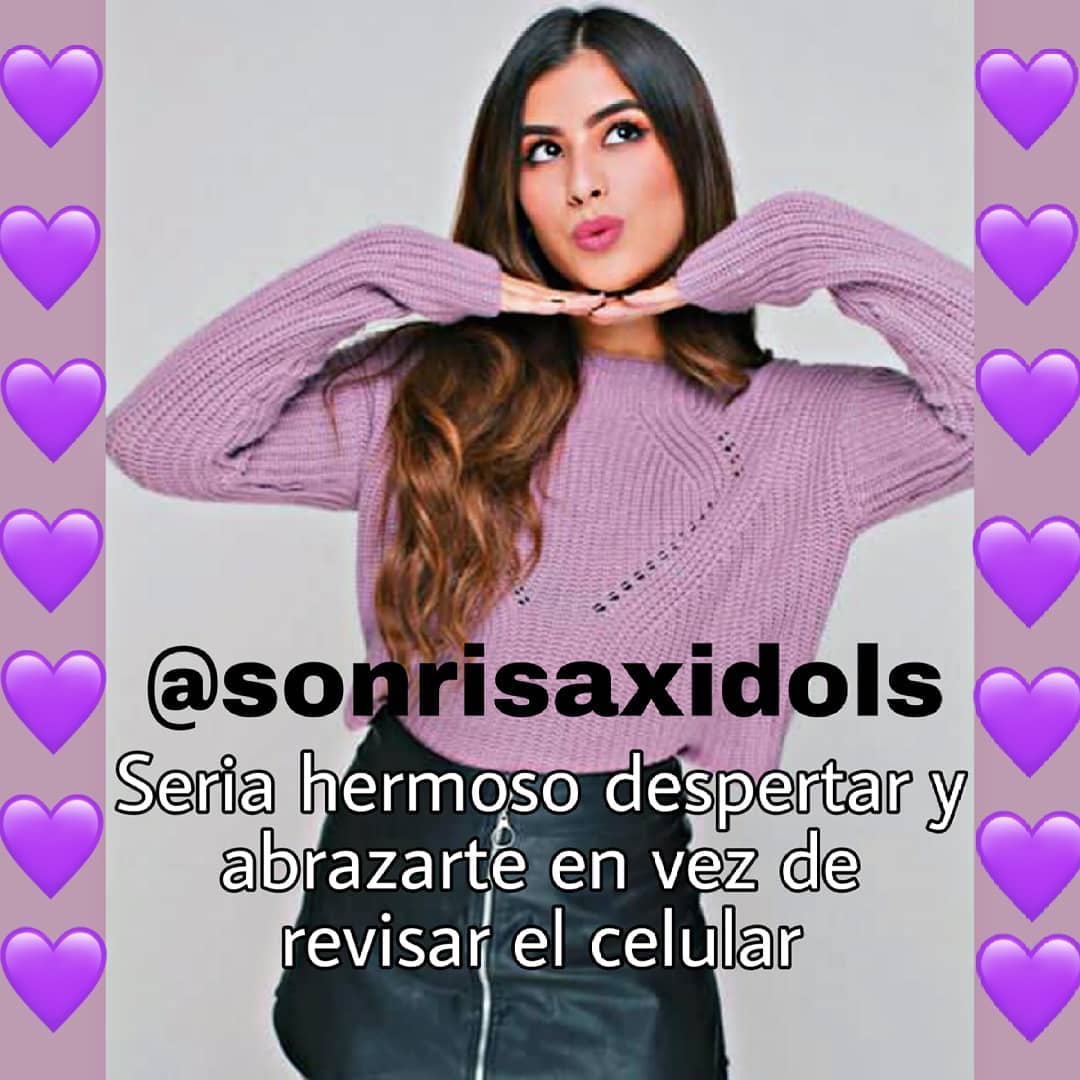 @sonrisaxidols
Seria hermoso despertar y
abrazarte en vez de
revisar el celular